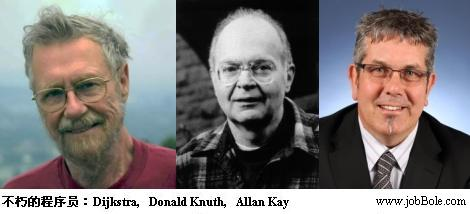 不朽的程序员：Dijkstra,  Donald Knuth,  Allan Kay
www.jobBole.com